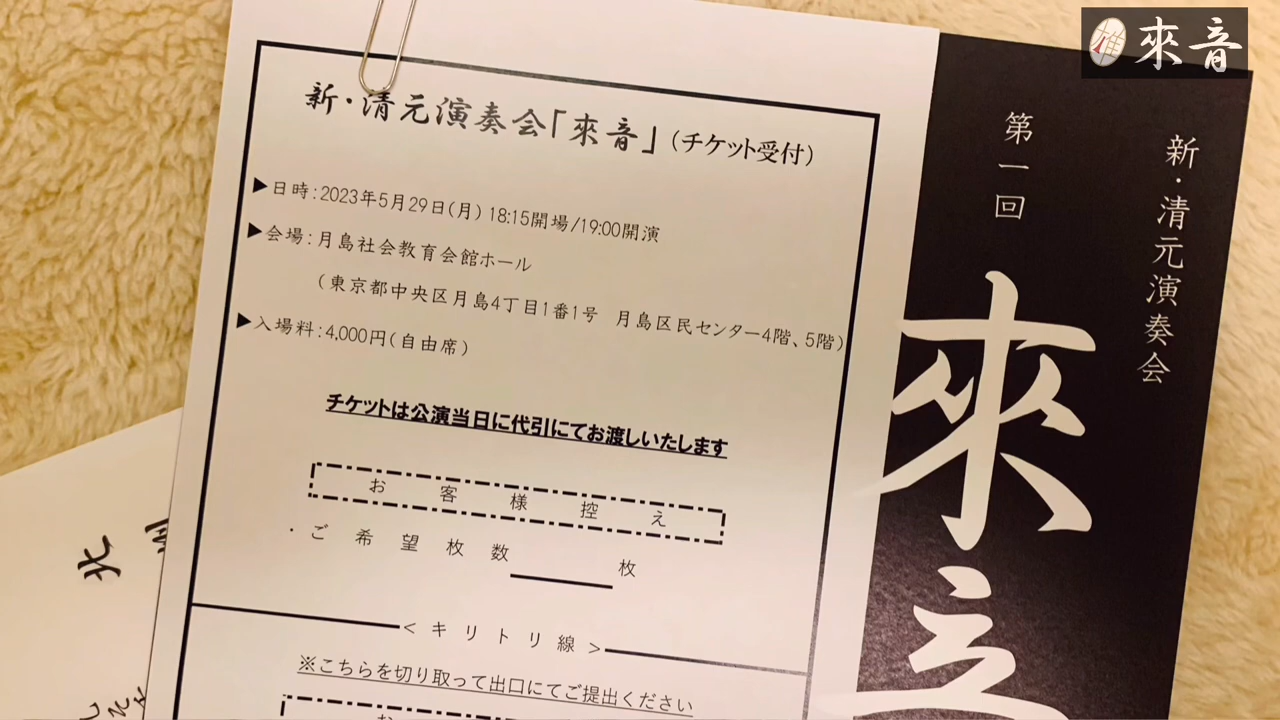 來音
新・清元演奏会「來音」(チケット受付)
▶日時:2023年5月29日(月) 18:15開場/19:00開演
▶会場:月島社会教育会館ホール
(東京都中央区月島4丁目1番1号 月島区民センター4階、5階)
▶入場料:4,000円(自由席)
チケットは公演当日に代引にてお渡しいたします
お客様控え
・ご希望枚数 枚
<キリトリ線>
※こちらを切り取って出口にてご提出ください
お
新・清元演奏会
第一回
來音
北